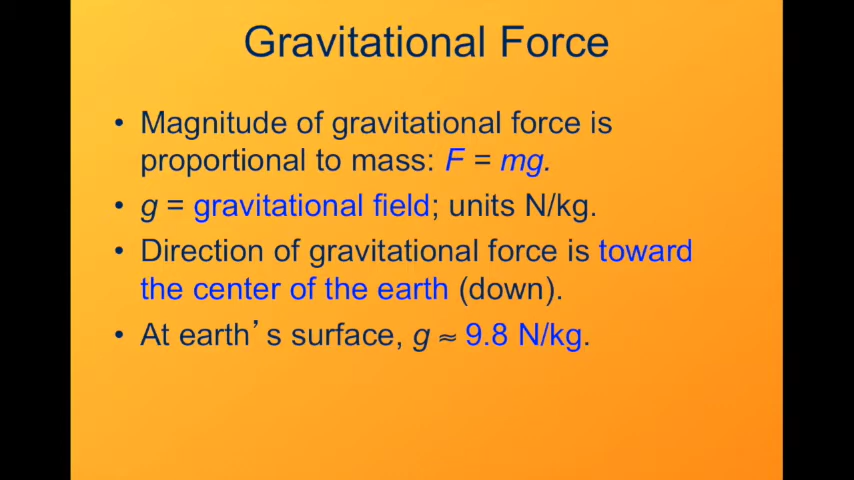 Gravitational Force
• Magnitude of gravitational force is
proportional to mass: F = mg.
• g = gravitational field; units N/kg.
• Direction of gravitational force is toward
the center of the earth (down).
• At earth’s surface, g ≈ 9.8 N/kg.